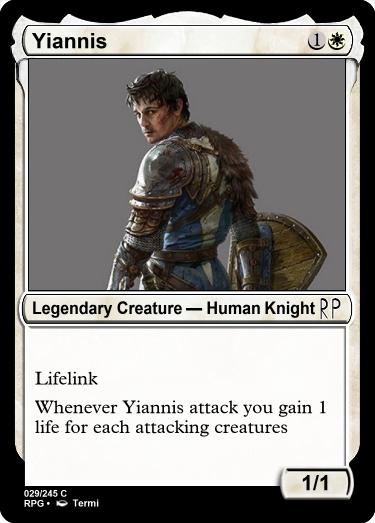 Yiannis 1
Legendary Creature — Human Knight RP
Lifelink
Whenever Yiannis attack you gain 1
life for each attacking creatures
1/1
029/245 C
RPG • Termi